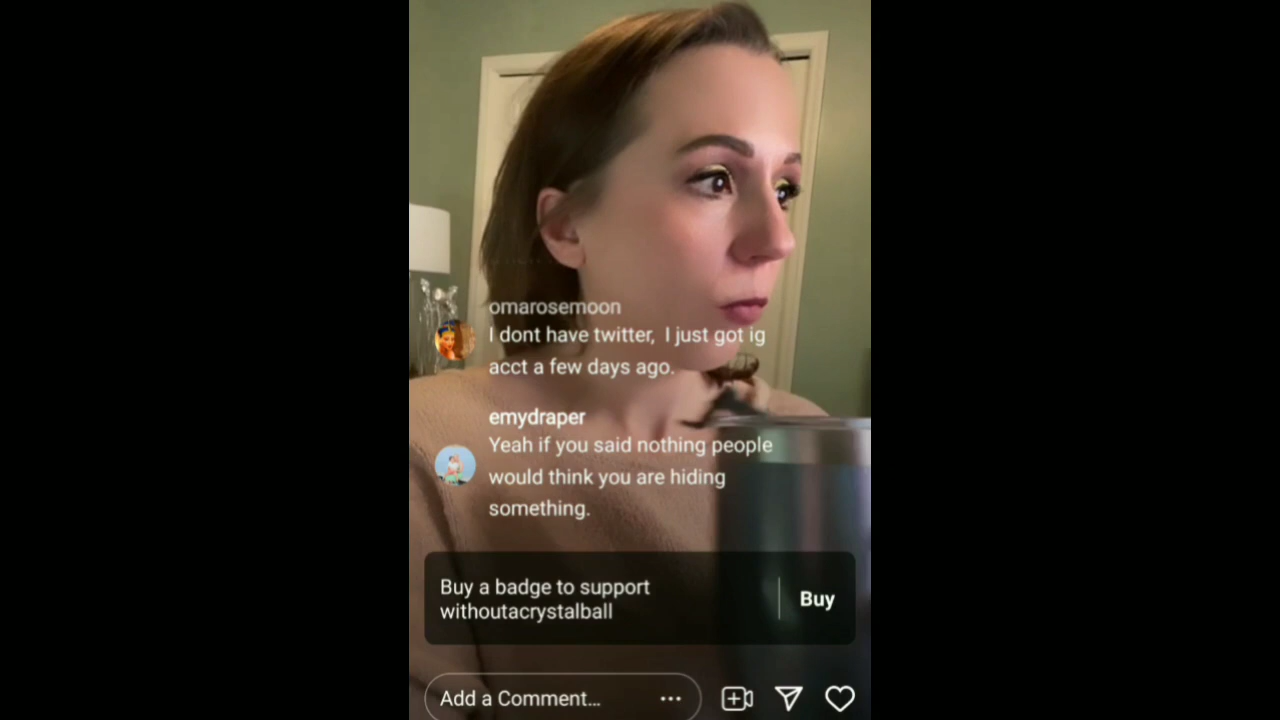 omarosemoon
I dont have twitter, I just got ig
acct a few days ago.
emydraper
Yeah if you said nothing people
would think you are hiding
something.
Buy a badge to support
withoutacrystalball
Buy
Add a Comment...